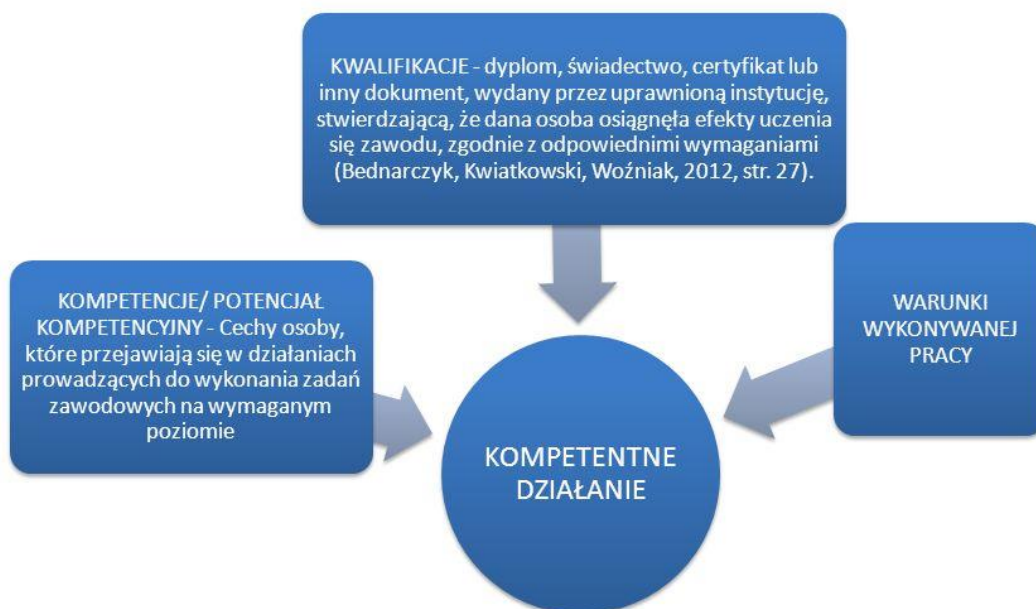 KWALIFIKACJE - dyplom, świadectwo, certyfikat lub
inny dokument, wydany przez uprawnioną instytucję,
stwierdzającą, że dana osoba osiągnęła efekty uczenia
się zawodu, zgodnie z odpowiednimi wymaganiami
(Bednarczyk, Kwiatkowski, Woźniak, 2012, str. 27).
KOMPETENCJE/ POTENCJAŁ
KOMPETENCYJNY - Cechy osoby,
które przejawiają się w działaniach
prowadzących do wykonania zadań
zawodowych na wymaganym
poziomie
WARUNKI
WYKONYWANEJ
PRACY
KOMPETENTNE
DZIAŁANIE